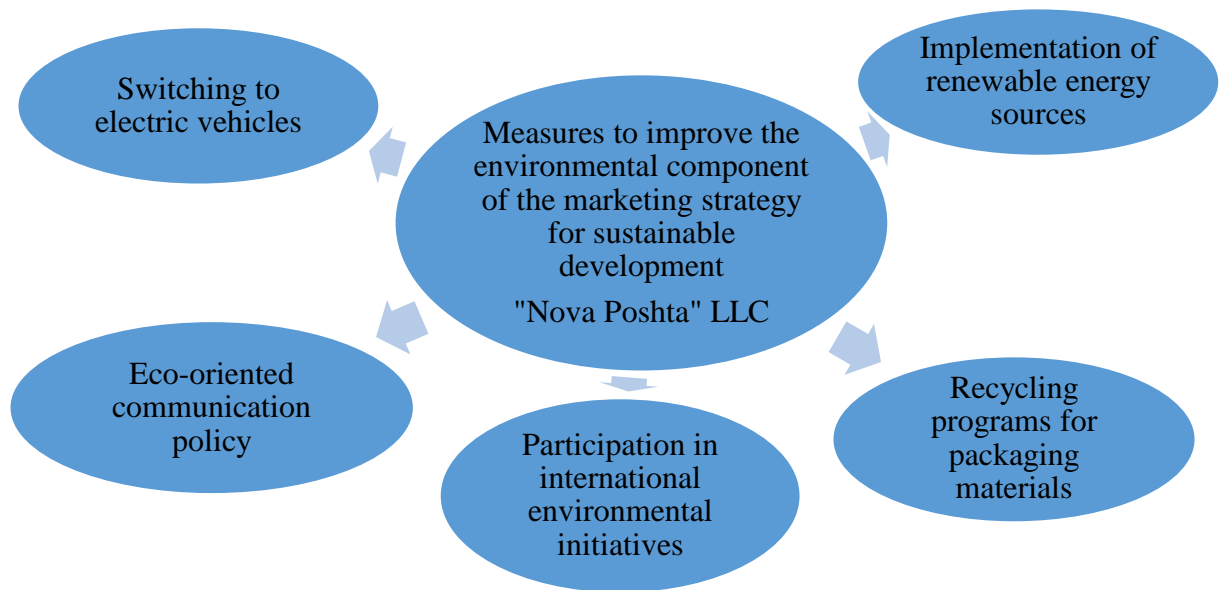 Switching to
electric vehicles
Implementation of
renewable energy
sources
Measures to improve the
environmental component
of the marketing strategy
for sustainable
development
"Nova Poshta" LLC
Eco-oriented
communication
policy
Participation in
international
environmental
initiatives
Recycling
programs for
packaging
materials